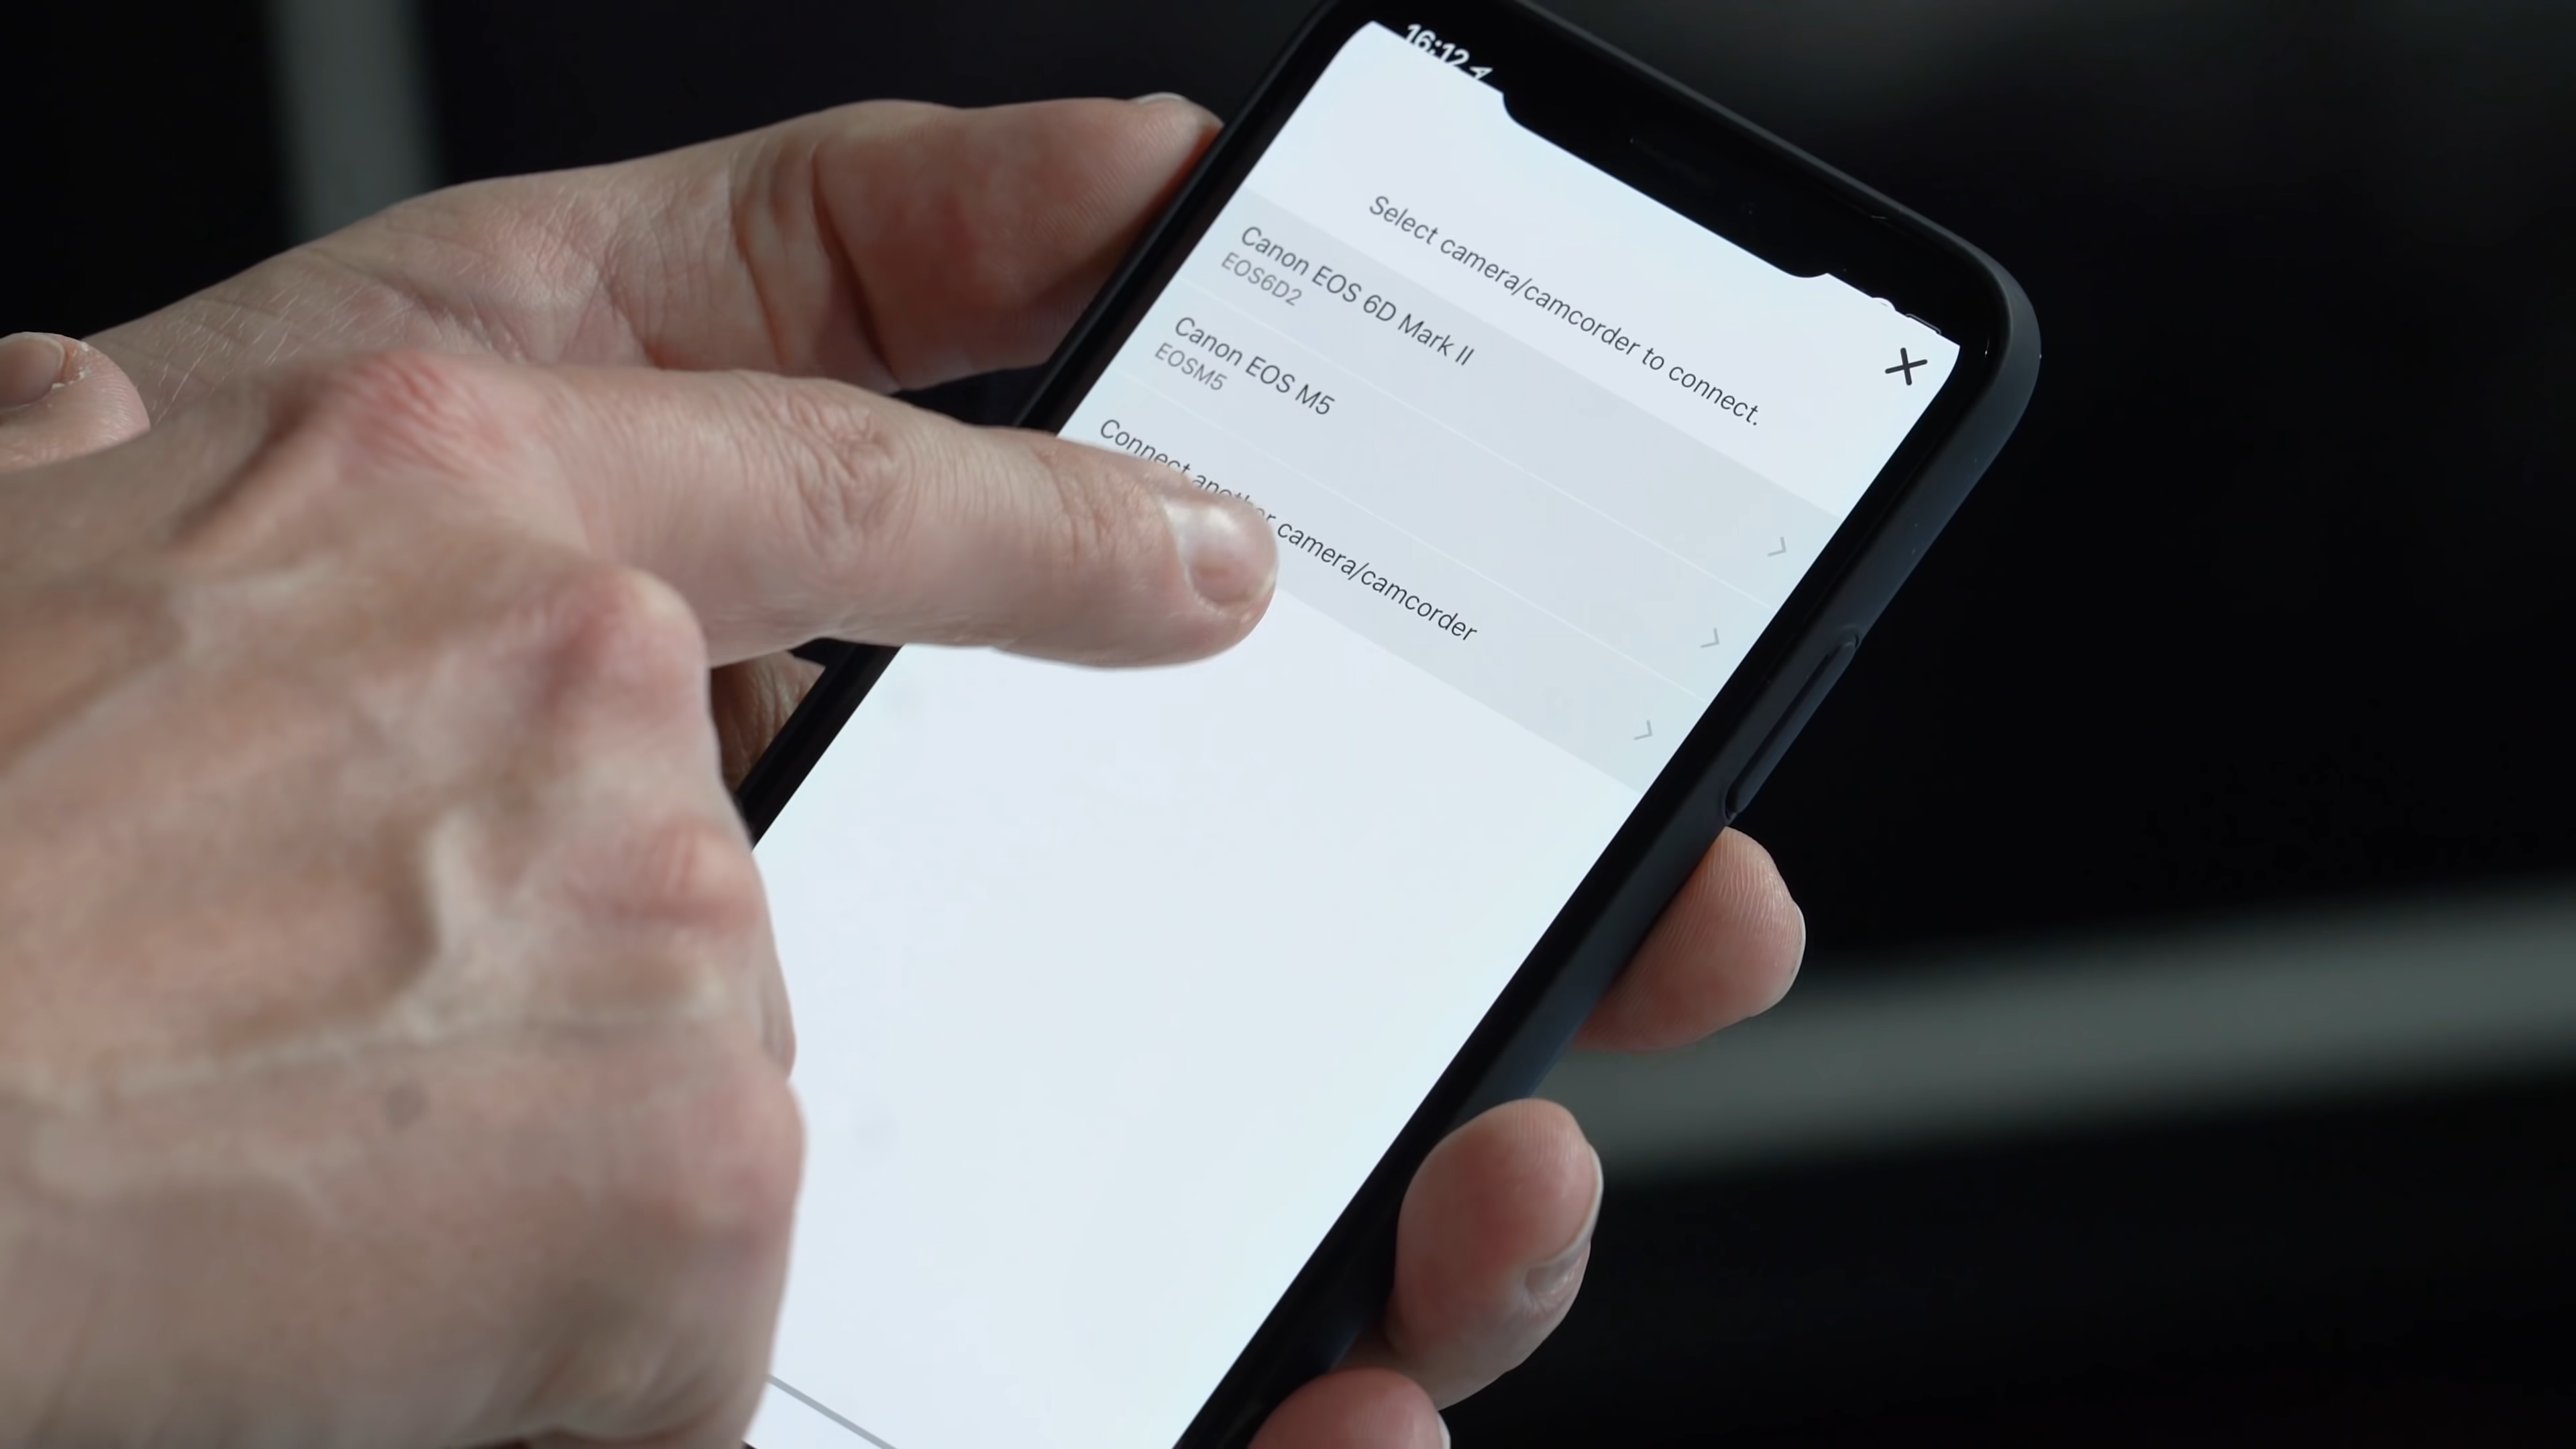 16:12
Select camera/camcorder to connect.
Canon EOS 6D Mark II
EOS6D2
Canon EOS M5
EOSM5
Connect another camera/camcorder